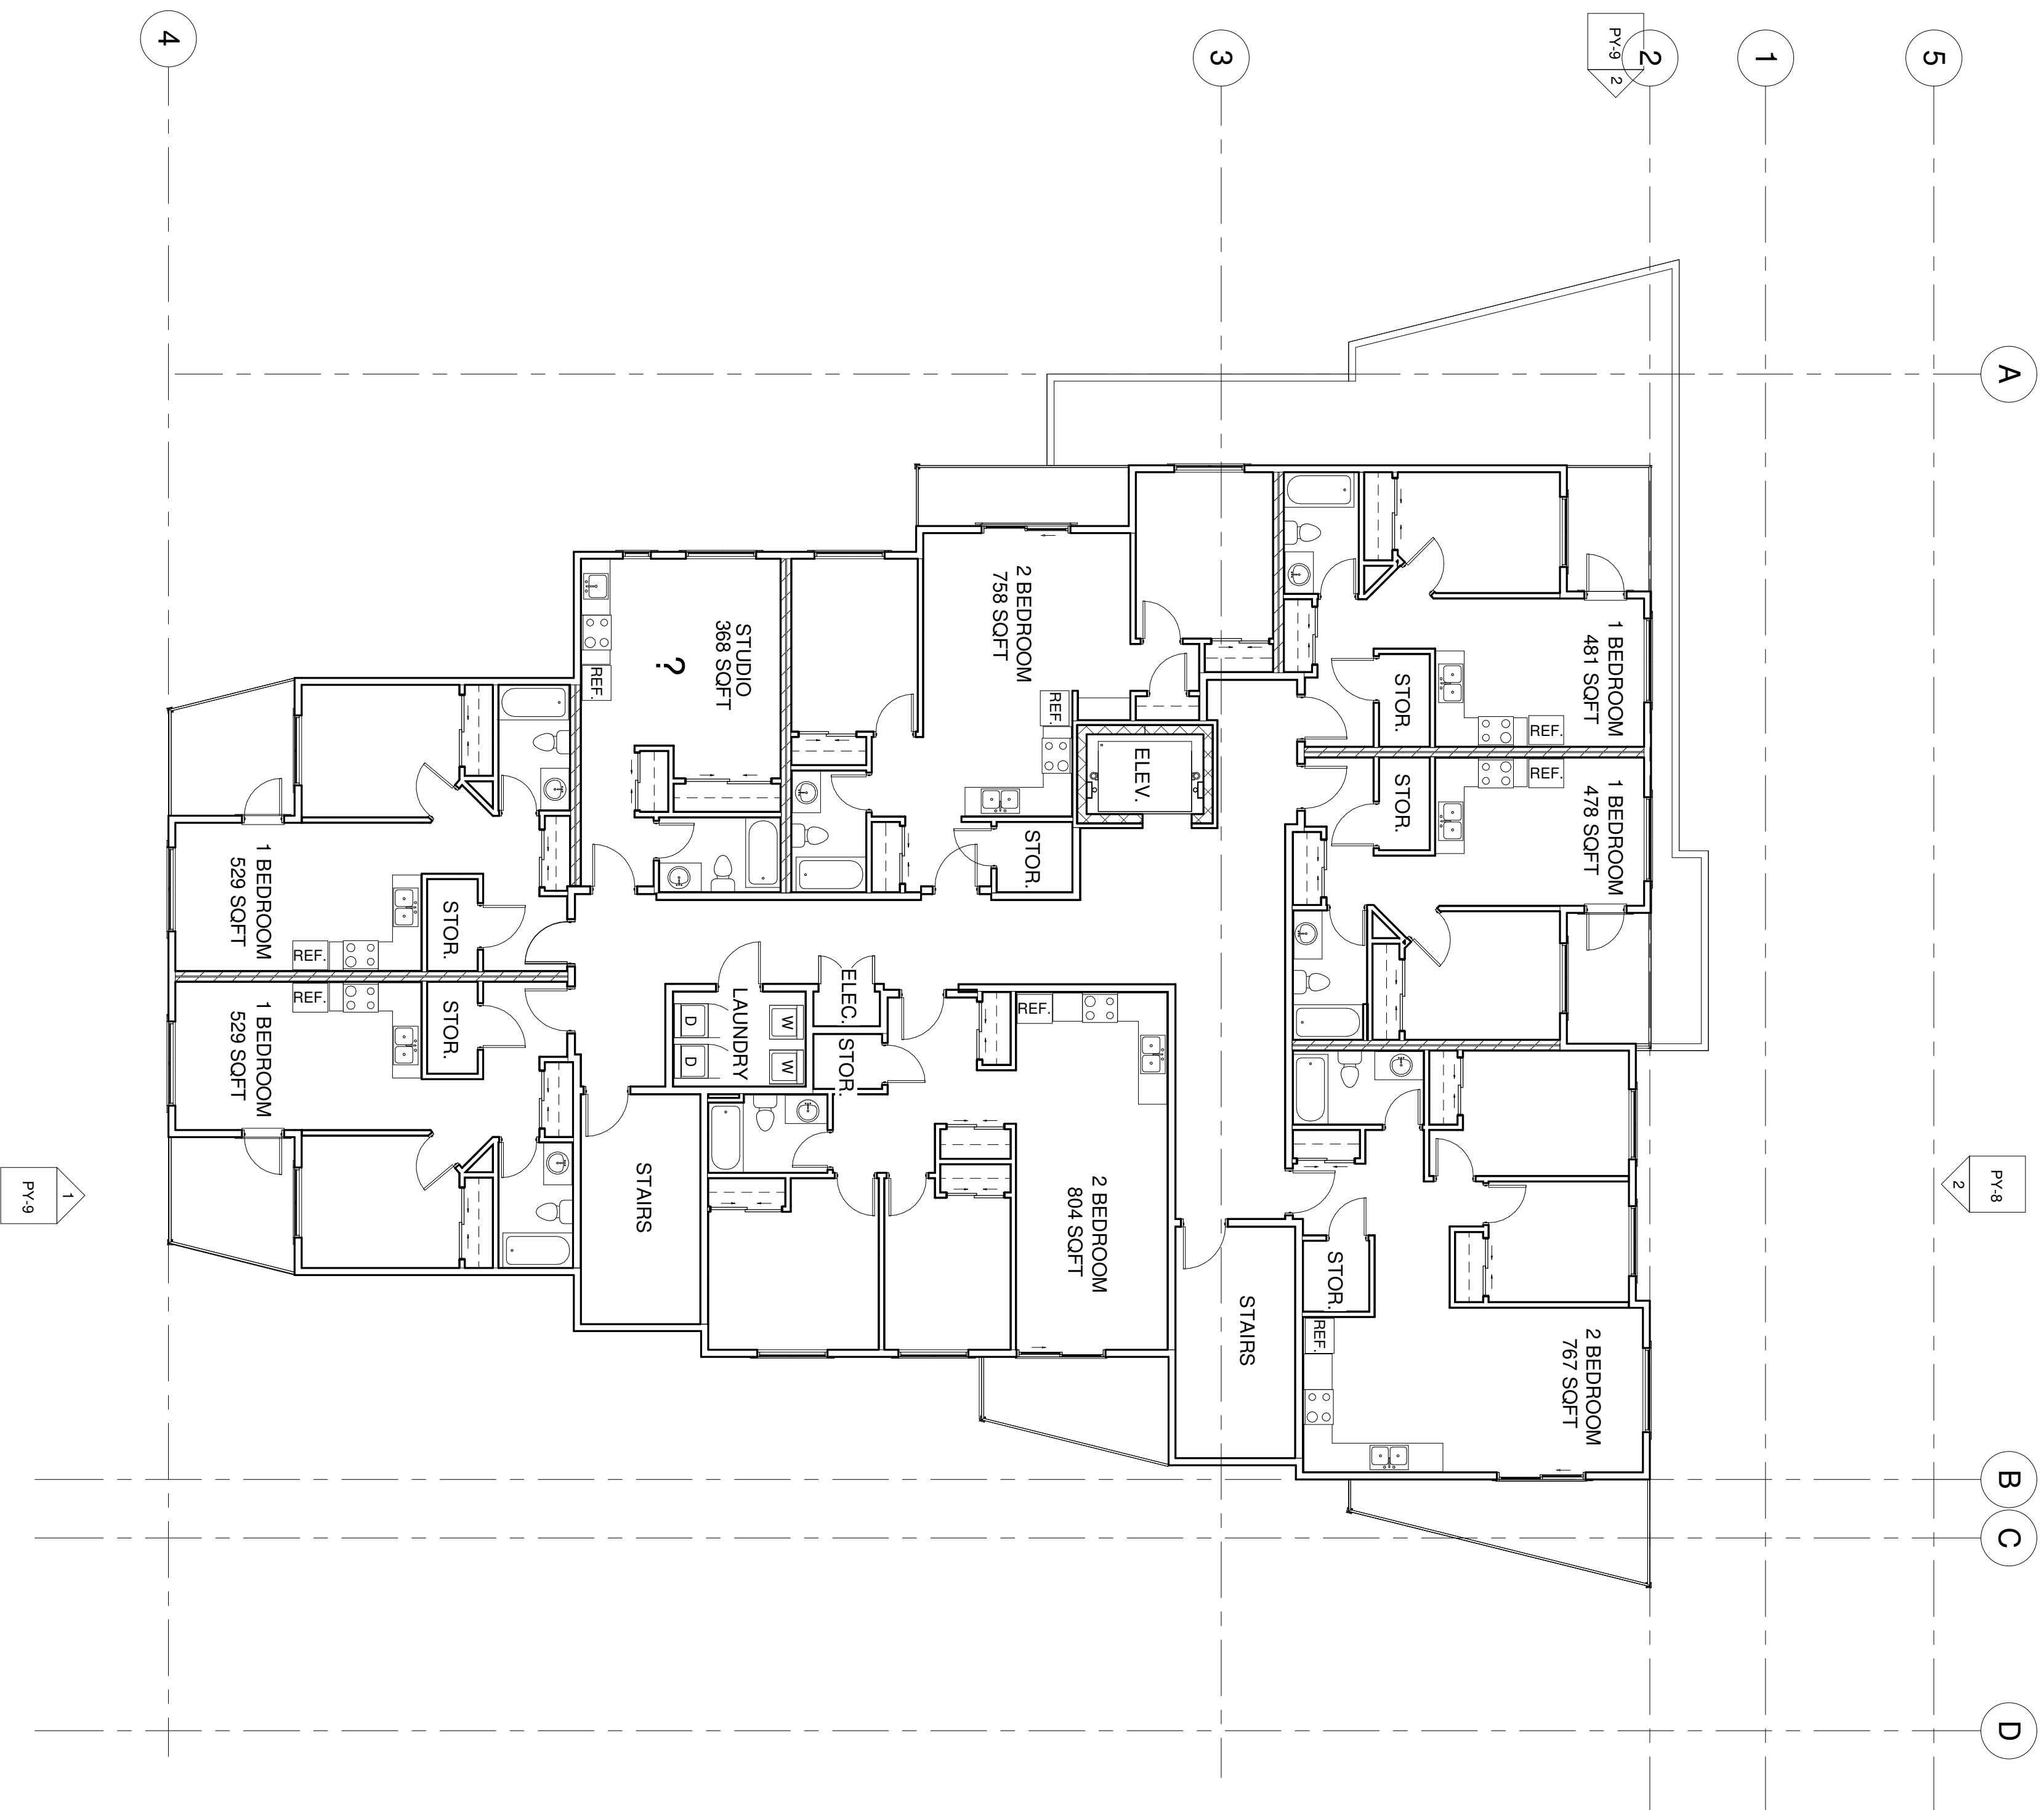 4
3
PY-9
2
2
1
5
A
1 BEDROOM
481 SQFT
STOR.
REF.
2 BEDROOM
758 SQFT
REF.
STUDIO
368 SQFT
?
REF.
ELEV.
STOR.
1 BEDROOM
478 SQFT
STOR.
REF.
1 BEDROOM
529 SQFT
STOR.
REF.
1 BEDROOM
529 SQFT
STOR.
REF.
LAUNDRY
D
D
W
W
ELEC.
STOR.
REF.
2 BEDROOM
804 SQFT
STAIRS
STAIRS
STOR.
REF.
2 BEDROOM
767 SQFT
PY-8
2
1
PY-9
B
C
D